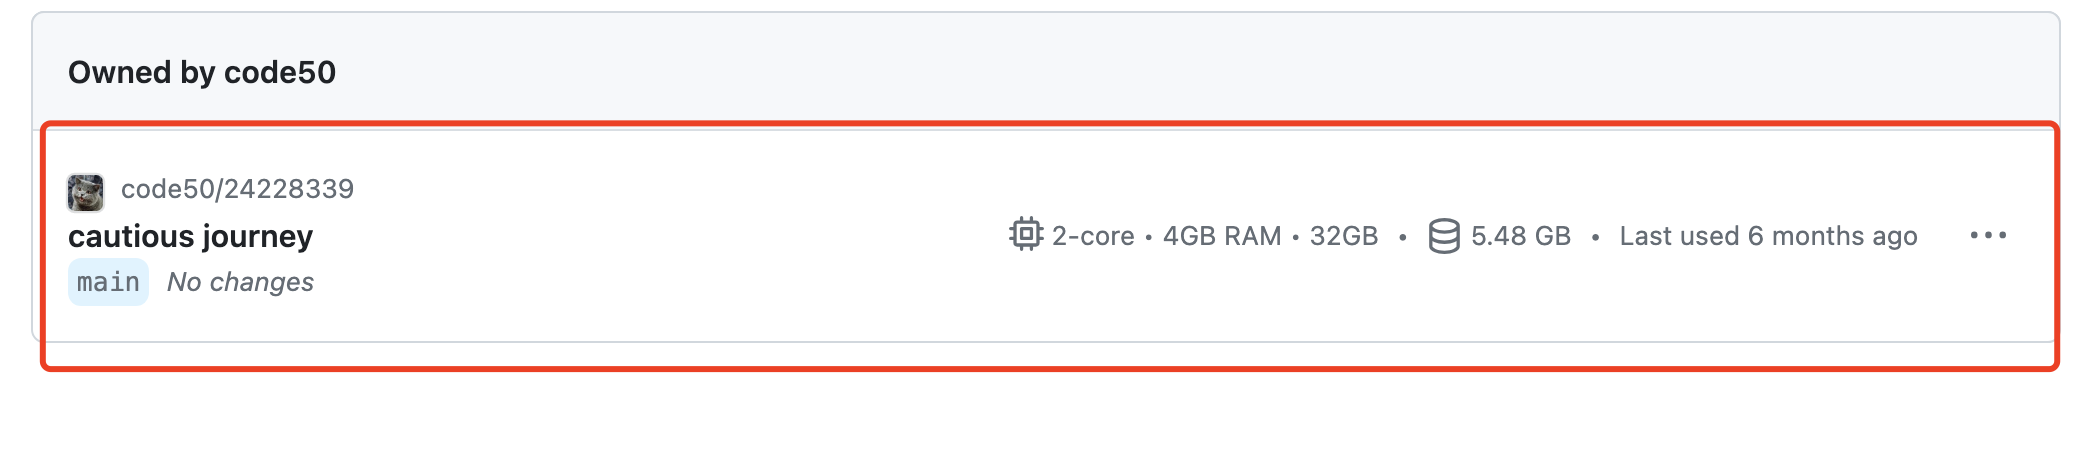 Owned by code50
code50/24228339
cautious journey
main No changes
2-core • 4GB RAM • 32GB • 5.48 GB • Last used 6 months ago